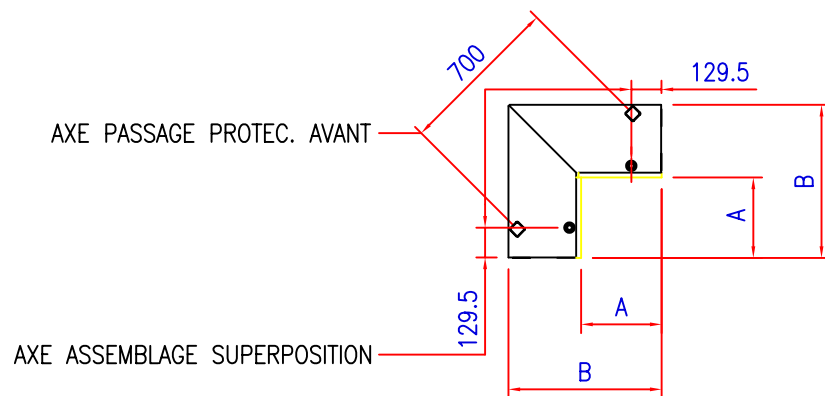 700
129.5
AXE PASSAGE PROTEC. AVANT
B
A
129.5
A
AXE ASSEMBLAGE SUPERPOSITION
B